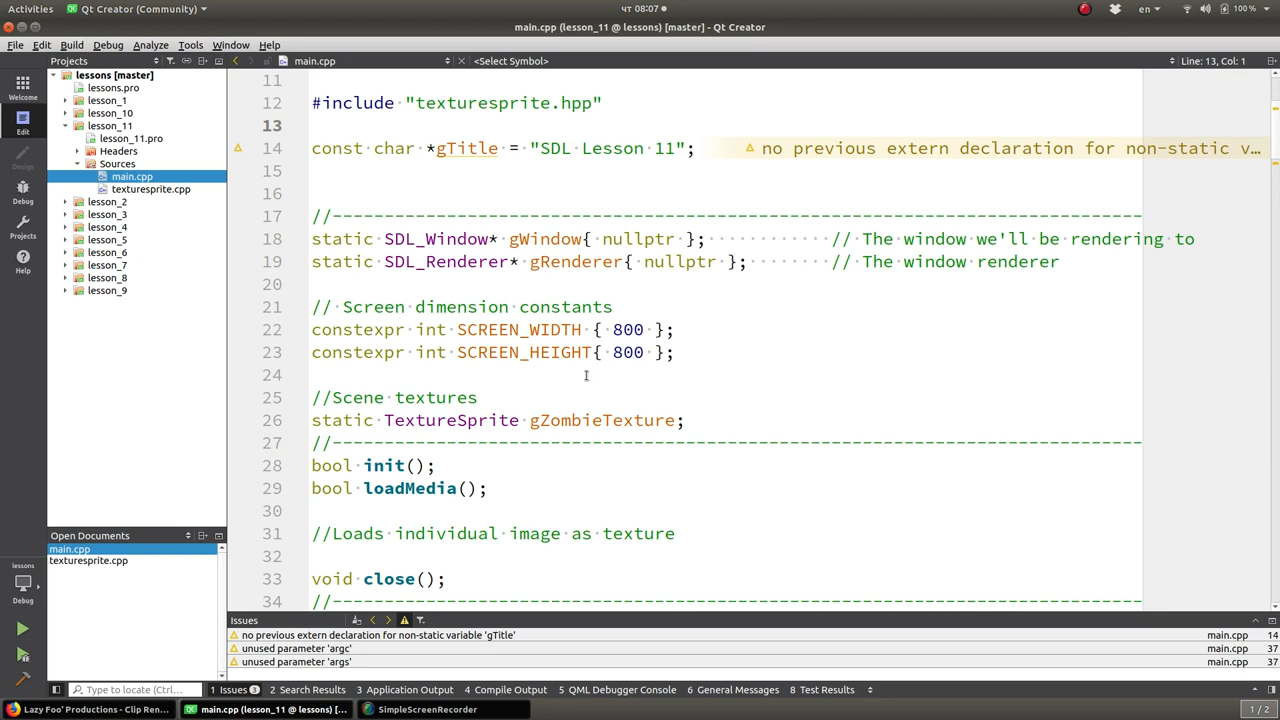 Activities Qt Creator (Community) чт 08:07 en 100 %
main.cpp (lesson_11 @ lessons) [master] - Qt Creator
File Edit Build Debug Analyze Tools Window Help
Projects main.cpp <Select Symbol> Line: 13, Col: 1
Welcome
Edit
Design
Debug
Projects
Help
lessons
Debug
lessons [master]
lessons.pro
lesson_1
lesson_10
lesson_11
lesson_11.pro
Headers
Sources
main.cpp
texturesprite.cpp
lesson_2
lesson_3
lesson_4
lesson_5
lesson_6
lesson_7
lesson_8
lesson_9
Open Documents
main.cpp
texturesprite.cpp
11
12 #include "texturesprite.hpp"
13
14 const char *gTitle = "SDL Lesson 11"; no previous extern declaration for non-static v…
15
16
17 //------------------------------------------------------------------------------
18 static SDL_Window* gWindow{ nullptr }; // The window we'll be rendering to
19 static SDL_Renderer* gRenderer{ nullptr }; // The window renderer
20
21 // Screen dimension constants
22 constexpr int SCREEN_WIDTH { 800 };
23 constexpr int SCREEN_HEIGHT{ 800 };
24
25 //Scene textures
26 static TextureSprite gZombieTexture;
27 //------------------------------------------------------------------------------
28 bool init();
29 bool loadMedia();
30
31 //Loads individual image as texture
32
33 void close();
34 //------------------------------------------------------------------------------
Issues
no previous extern declaration for non-static variable 'gTitle' main.cpp 14
unused parameter 'argc' main.cpp 37
unused parameter 'args' main.cpp 37
Type to locate (Ctrl... 1 Issues 3 2 Search Results 3 Application Output 4 Compile Output 5 QML Debugger Console 6 General Messages 8 Test Results
Lazy Foo' Productions - Clip Ren... main.cpp (lesson_11 @ lessons) [... SimpleScreenRecorder 1 / 2